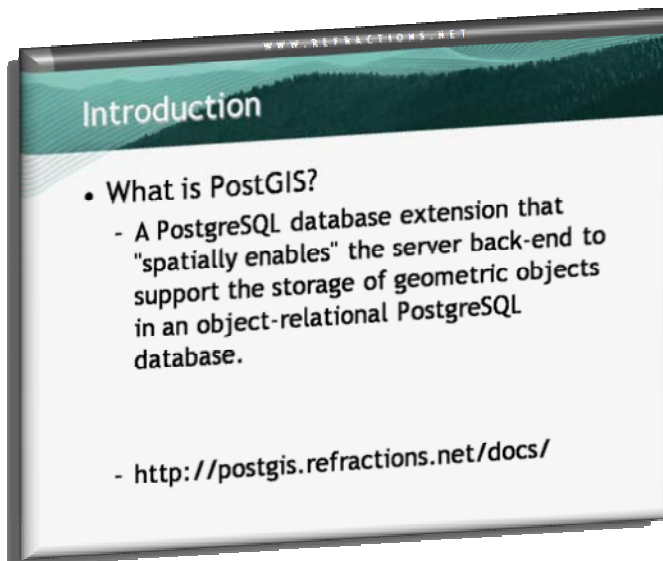 WWW.REFRACTIONS.NET
Introduction
• What is PostGIS?
- A PostgreSQL database extension that
"spatially enables" the server back-end to
support the storage of geometric objects
in an object-relational PostgreSQL
database.
- http://postgis.refractions.net/docs/